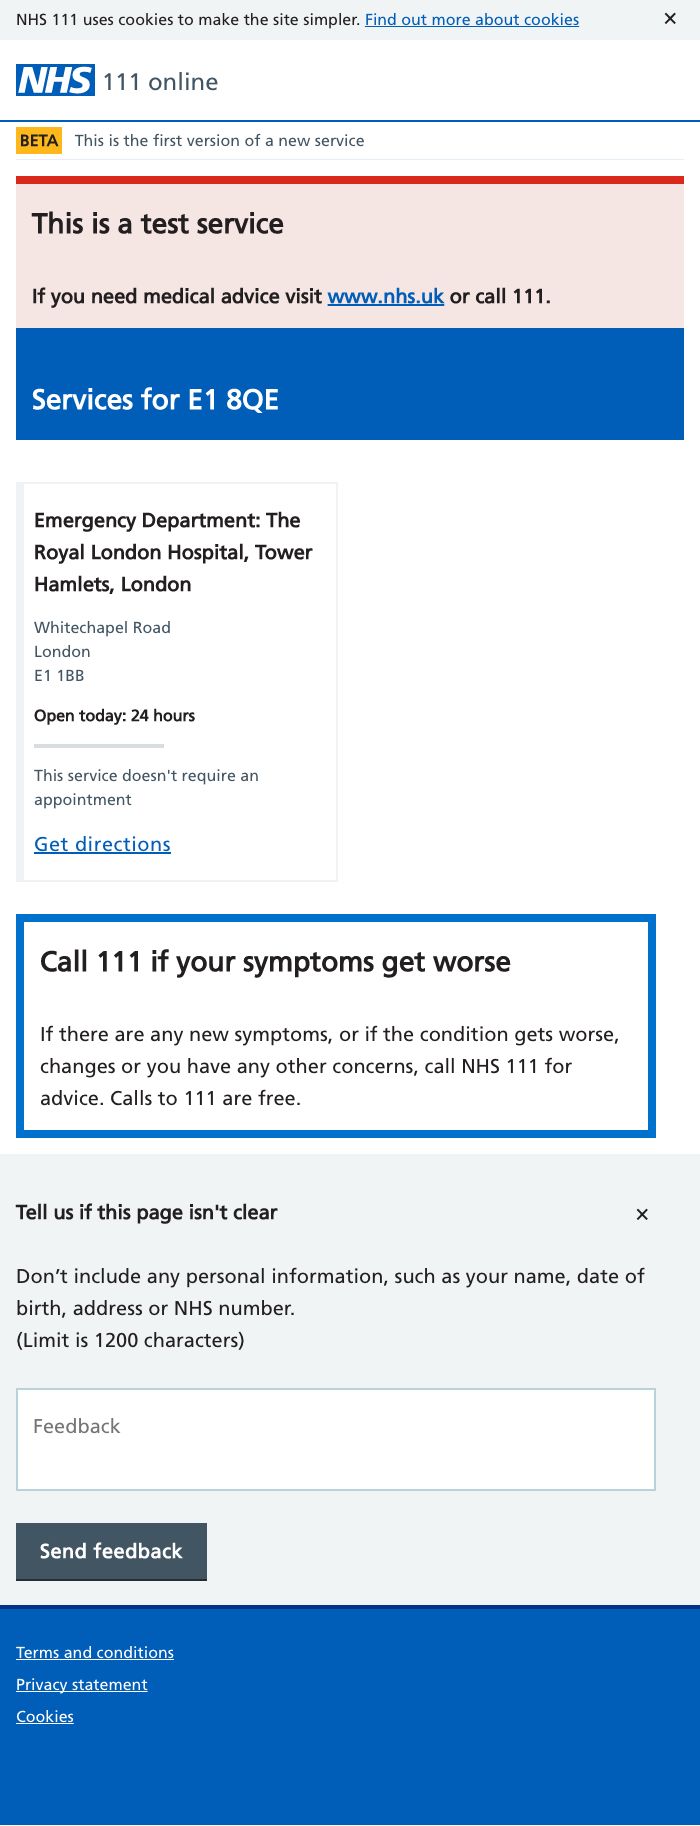 NHS 111 uses cookies to make the site simpler. Find out more about cookies ×
NHS 111 online
BETA This is the first version of a new service
This is a test service
If you need medical advice visit www.nhs.uk or call 111.
Services for E1 8QE
Emergency Department: The
Royal London Hospital, Tower
Hamlets, London
Whitechapel Road
London
E1 1BB
Open today: 24 hours
This service doesn't require an
appointment
Get directions
Call 111 if your symptoms get worse
If there are any new symptoms, or if the condition gets worse,
changes or you have any other concerns, call NHS 111 for
advice. Calls to 111 are free.
Tell us if this page isn't clear ×
Don’t include any personal information, such as your name, date of
birth, address or NHS number.
(Limit is 1200 characters)
Feedback
Send feedback
Terms and conditions
Privacy statement
Cookies